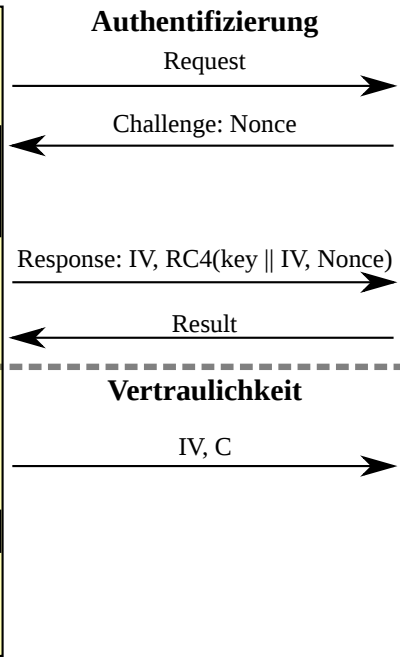 Authentifizierung
Request
Challenge: Nonce
Response: IV, RC4(key || IV, Nonce)
Result
Vertraulichkeit
IV, C